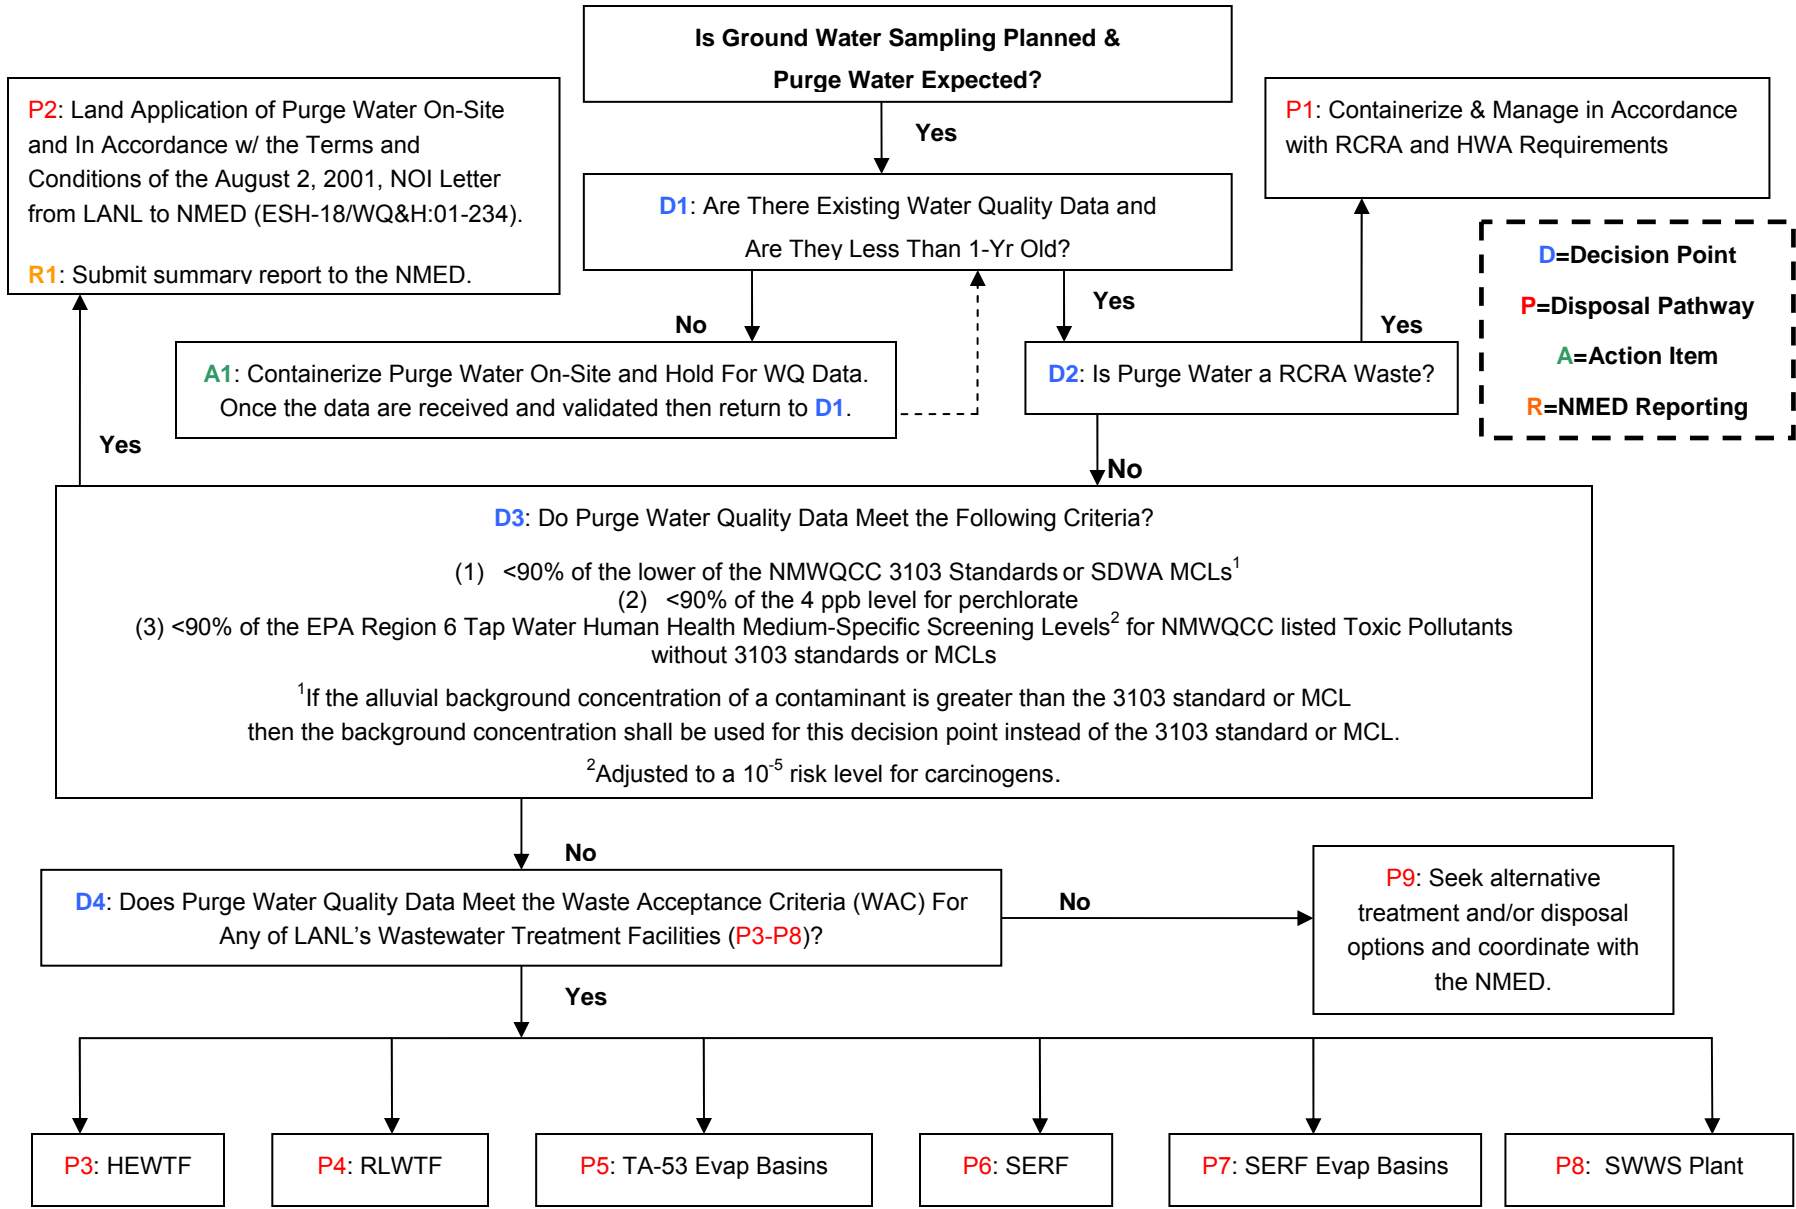 Is Ground Water Sampling Planned &
Purge Water Expected?
Yes
P2: Land Application of Purge Water On-Site
and In Accordance w/ the Terms and
Conditions of the August 2, 2001, NOI Letter
from LANL to NMED (ESH-18/WQ&H:01-234).
R1: Submit summary report to the NMED.
P1: Containerize & Manage in Accordance
with RCRA and HWA Requirements
D1: Are There Existing Water Quality Data and
Are They Less Than 1-Yr Old?
D=Decision Point
P=Disposal Pathway
A=Action Item
R=NMED Reporting
No
Yes
Yes
A1: Containerize Purge Water On-Site and Hold For WQ Data.
Once the data are received and validated then return to D1.
D2: Is Purge Water a RCRA Waste?
Yes
No
D3: Do Purge Water Quality Data Meet the Following Criteria?
(1) <90% of the lower of the NMWQCC 3103 Standards or SDWA MCLs1
(2) <90% of the 4 ppb level for perchlorate
(3) <90% of the EPA Region 6 Tap Water Human Health Medium-Specific Screening Levels2 for NMWQCC listed Toxic Pollutants
without 3103 standards or MCLs
1If the alluvial background concentration of a contaminant is greater than the 3103 standard or MCL
then the background concentration shall be used for this decision point instead of the 3103 standard or MCL.
2Adjusted to a 10-5 risk level for carcinogens.
No
D4: Does Purge Water Quality Data Meet the Waste Acceptance Criteria (WAC) For
Any of LANL's Wastewater Treatment Facilities (P3-P8)?
No
P9: Seek alternative
treatment and/or disposal
options and coordinate with
the NMED.
Yes
P3: HEWTF
P4: RLWTF
P5: TA-53 Evap Basins
P6: SERF
P7: SERF Evap Basins
P8: SWWS Plant